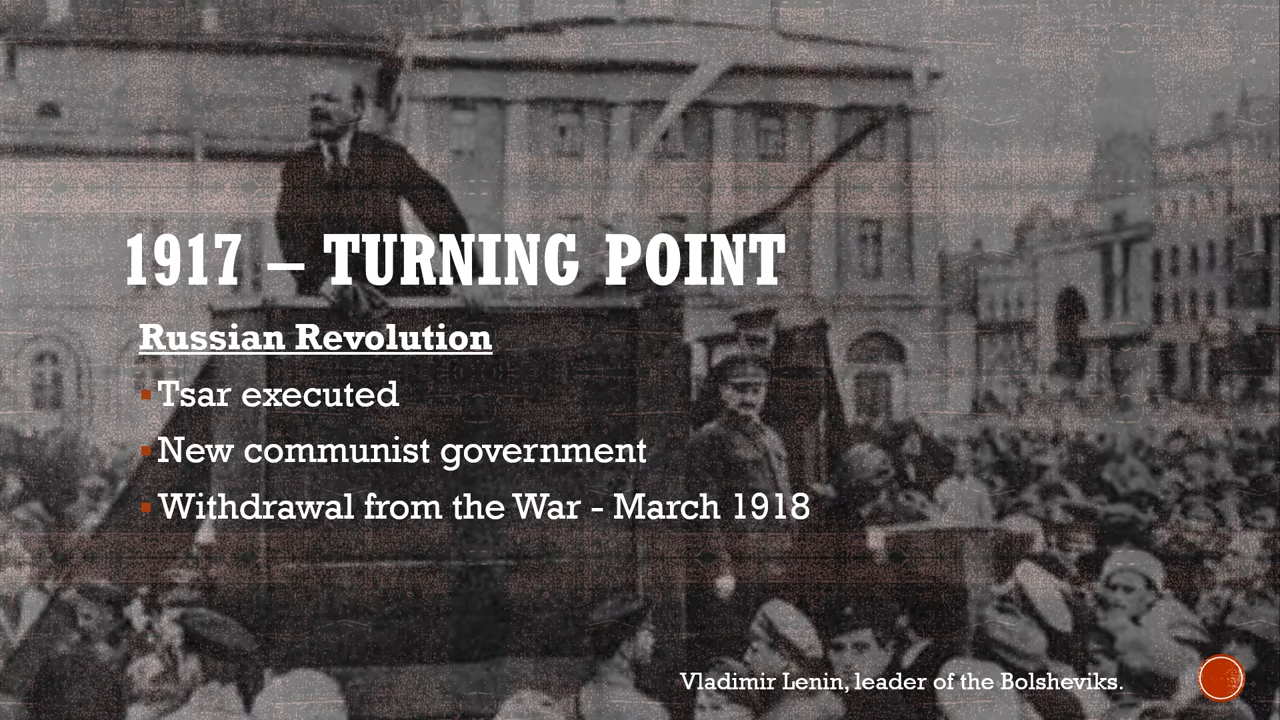 1917 – TURNING POINT
Russian Revolution
▪Tsar executed
▪New communist government
▪Withdrawal from the War - March 1918
Vladimir Lenin, leader of the Bolsheviks.